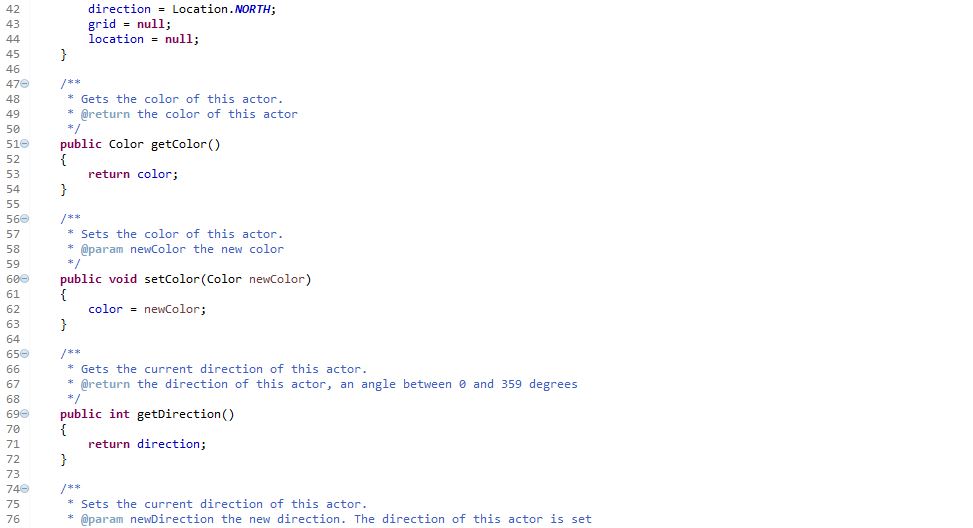 42 direction = Location.NORTH;
43 grid = null;
44 location = null;
45 }
46
47 /**
48 * Gets the color of this actor.
49 * @return the color of this actor
50 */
51 public Color getColor()
52 {
53 return color;
54 }
55
56 /**
57 * Sets the color of this actor.
58 * @param newColor the new color
59 */
60 public void setColor(Color newColor)
61 {
62 color = newColor;
63 }
64
65 /**
66 * Gets the current direction of this actor.
67 * @return the direction of this actor, an angle between 0 and 359 degrees
68 */
69 public int getDirection()
70 {
71 return direction;
72 }
73
74 /**
75 * Sets the current direction of this actor.
76 * @param newDirection the new direction. The direction of this actor is set